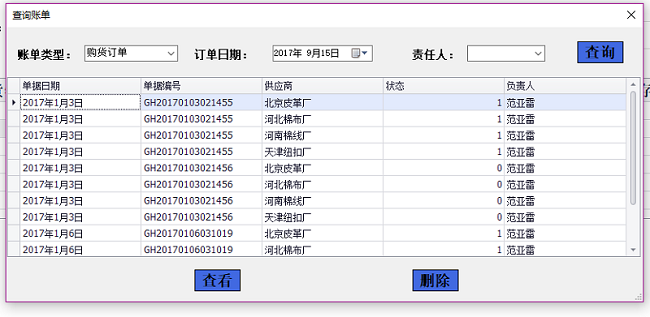 查询账单
账单类型： 购货订单 订单日期： 2017年 9月15日 责任人： 查询
单据日期 单据编号 供应商 状态 负责人
2017年1月3日 GH20170103021455 北京皮革厂 1 范亚雷
2017年1月3日 GH20170103021455 河北棉布厂 1 范亚雷
2017年1月3日 GH20170103021455 河南棉线厂 1 范亚雷
2017年1月3日 GH20170103021455 天津纽扣厂 1 范亚雷
2017年1月3日 GH20170103021456 北京皮革厂 0 范亚雷
2017年1月3日 GH20170103021456 河北棉布厂 0 范亚雷
2017年1月3日 GH20170103021456 河南棉线厂 0 范亚雷
2017年1月3日 GH20170103021456 天津纽扣厂 0 范亚雷
2017年1月6日 GH20170106031019 北京皮革厂 1 范亚雷
2017年1月6日 GH20170106031019 河北棉布厂 1 范亚雷
查看 删除